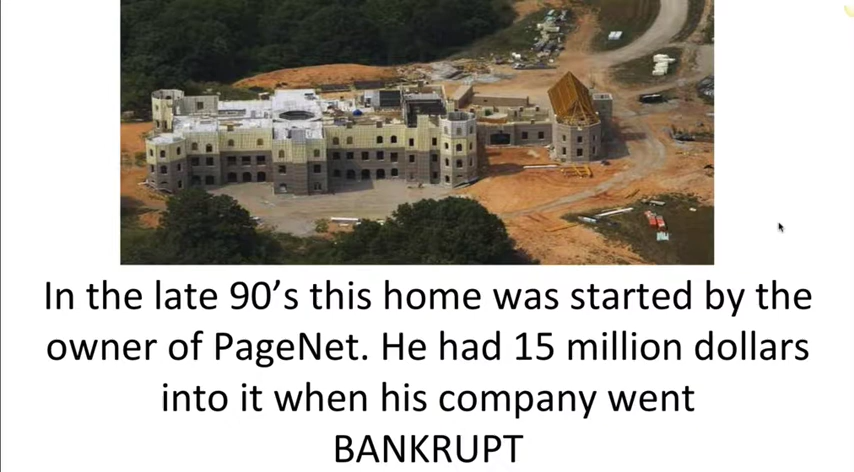 In the late 90’s this home was started by the
owner of PageNet. He had 15 million dollars
into it when his company went
BANKRUPT